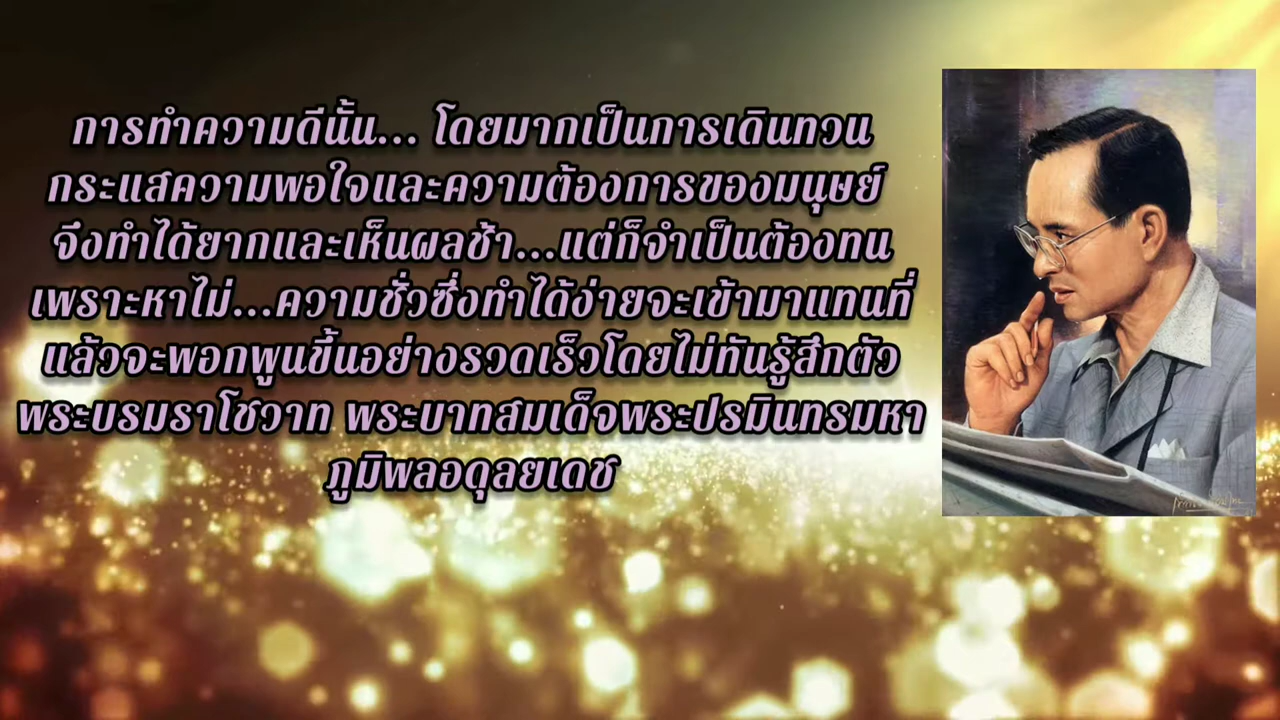 การทำความดีนั้น... โดยมากเป็นการเดินทวน
กระแสความพอใจและความต้องการของมนุษย์
จึงทำได้ยากและเห็นผลช้า...แต่ก็จำเป็นต้องทน
เพราะหาไม่...ความชั่วซึ่งทำได้ง่ายจะเข้ามาแทนที่
แล้วจะพอกพูนขึ้นอย่างรวดเร็วโดยไม่ทันรู้สึกตัว
พระบรมราโชวาท พระบาทสมเด็จพระปรมินทรมหา
ภูมิพลอดุลยเดช